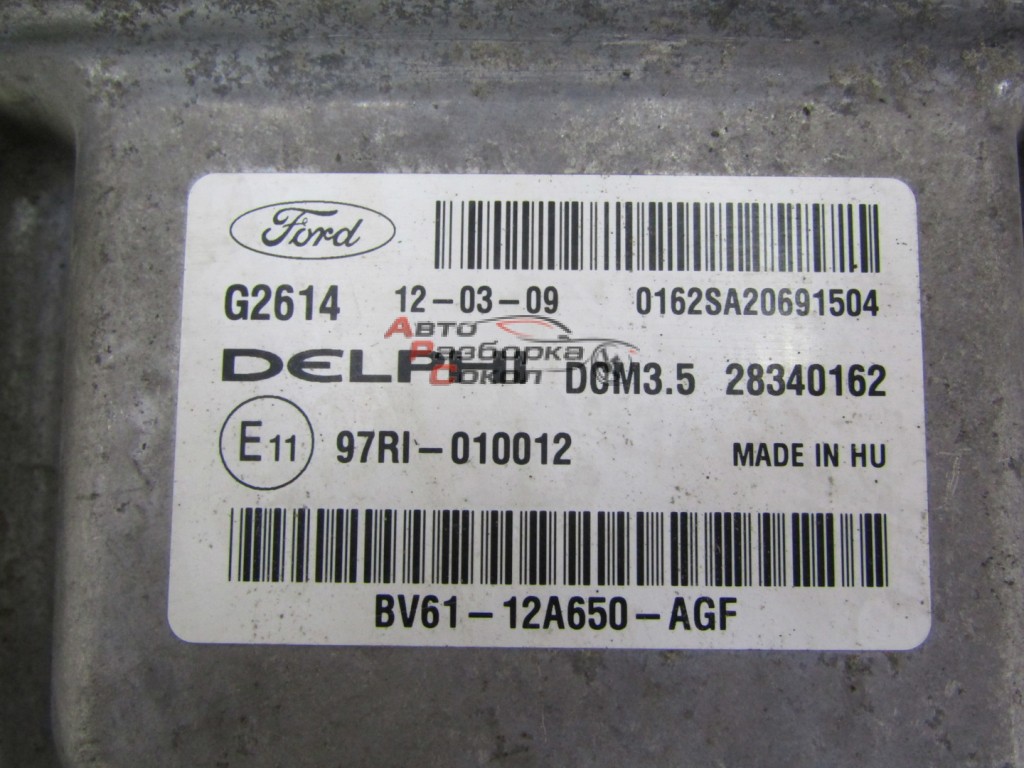 Ford
G2614 12-03-09 0162SA20691504
Авто
Разборка
Сокол
DELPHI DCM3.5 28340162
E11 97RI-010012 MADE IN HU
BV61-12A650-AGF